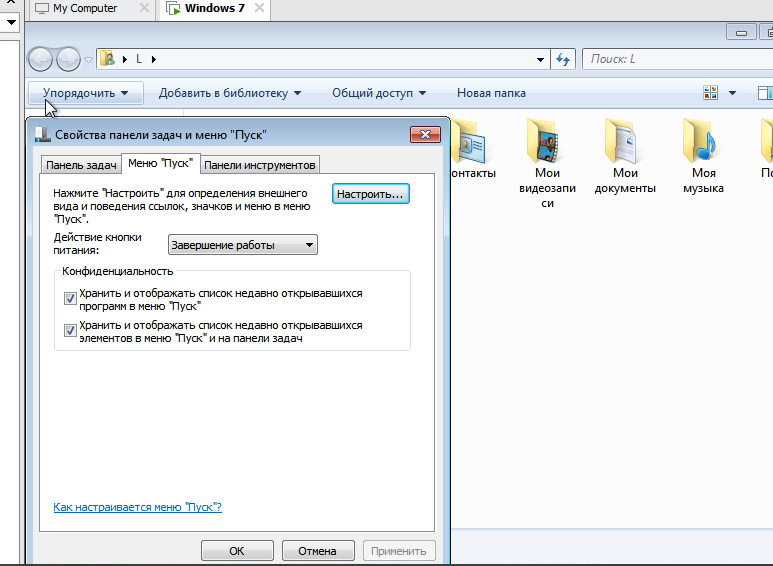 My Computer
Windows 7
L
Поиск: L
Упорядочить
Добавить в библиотеку
Общий доступ
Новая папка
Свойства панели задач и меню "Пуск"
Панель задач
Меню "Пуск"
Панели инструментов
Нажмите "Настроить" для определения внешнего
вида и поведения ссылок, значков и меню в меню
"Пуск".
Настроить...
Действие кнопки
питания:
Завершение работы
Конфиденциальность
Хранить и отображать список недавно открывавшихся
программ в меню "Пуск"
Хранить и отображать список недавно открывавшихся
элементов в меню "Пуск" и на панели задач
Как настраивается меню "Пуск"?
ОК
Отмена
Применить
онтакты
Мои
видеозапи
си
Мои
документы
Моя
музыка